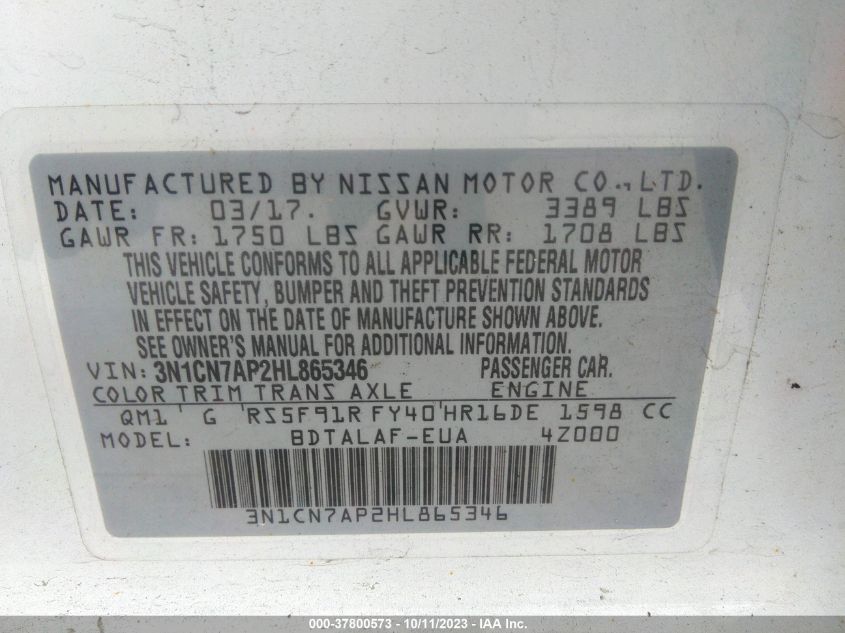 MANUFACTURED BY NISSAN MOTOR CO., LTD.
DATE: 03/17. GVWR: 3389 LBS
GAWR FR: 1750 LBS GAWR RR: 1708 LBS
THIS VEHICLE CONFORMS TO ALL APPLICABLE FEDERAL MOTOR
VEHICLE SAFETY, BUMPER AND THEFT PREVENTION STANDARDS
IN EFFECT ON THE DATE OF MANUFACTURE SHOWN ABOVE.
SEE OWNER'S MANUAL FOR ADDITIONAL INFORMATION.
VIN: 3N1CN7AP2HL865346 PASSENGER CAR.
COLOR TRIM TRANS AXLE ENGINE
QM1 G RS5F91R FY40 HR16DE 1598 CC
MODEL: BDTALAF-EUA 4Z000
3N1CN7AP2HL865346
000-37800573 - 10/11/2023 - IAA Inc.